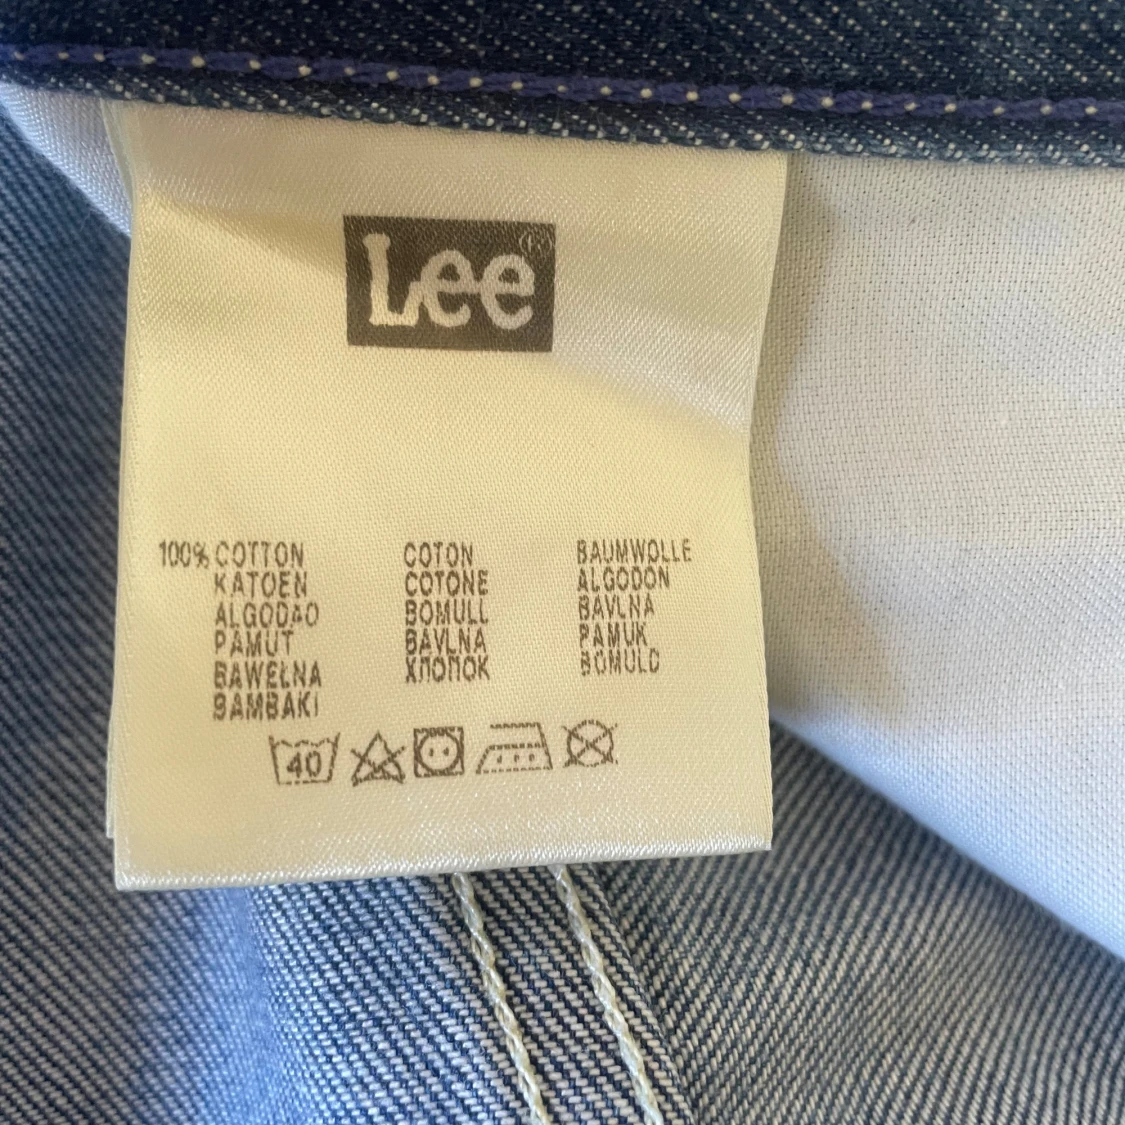 Lee®
100% COTTON COTON BAUMWOLLE
KATOEN COTONE ALGODON
ALGODAO BOMULL BAVLNA
PAMUT BAVLNA PAMUK
BAWEŁNA ХЛОПОК BOMULD
BAMBAKI
40